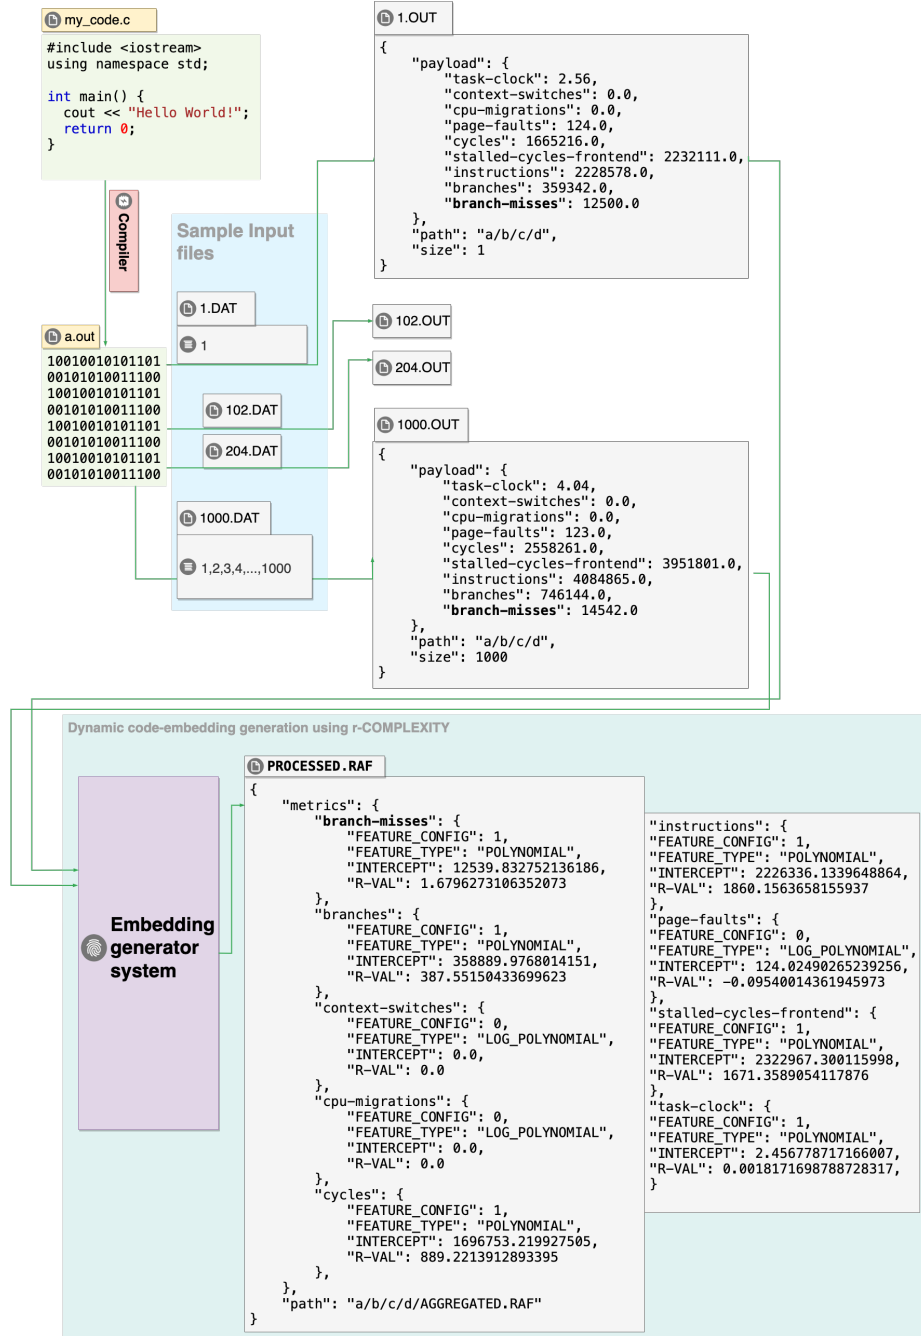 my_code.c
#include <iostream>
using namespace std;
int main() {
cout << "Hello World!";
return 0;
}
Compiler
a.out
10010010101101
00101010011100
10010010101101
00101010011100
10010010101101
00101010011100
10010010101101
00101010011100
Sample Input
files
1.DAT
1
102.DAT
204.DAT
1000.DAT
1,2,3,4,...,1000
1.OUT
{
"payload": {
"task-clock": 2.56,
"context-switches": 0.0,
"cpu-migrations": 0.0,
"page-faults": 124.0,
"cycles": 1665216.0,
"stalled-cycles-frontend": 2232111.0,
"instructions": 2228578.0,
"branches": 359342.0,
"branch-misses": 12500.0
},
"path": "a/b/c/d",
"size": 1
}
102.OUT
204.OUT
1000.OUT
{
"payload": {
"task-clock": 4.04,
"context-switches": 0.0,
"cpu-migrations": 0.0,
"page-faults": 123.0,
"cycles": 2558261.0,
"stalled-cycles-frontend": 3951801.0,
"instructions": 4084865.0,
"branches": 746144.0,
"branch-misses": 14542.0
},
"path": "a/b/c/d",
"size": 1000
}
Dynamic code-embedding generation using r-COMPLEXITY
Embedding
generator
system
PROCESSED.RAF
{
"metrics": {
"branch-misses": {
"FEATURE_CONFIG": 1,
"FEATURE_TYPE": "POLYNOMIAL",
"INTERCEPT": 12539.832752136186,
"R-VAL": 1.6796273106352073
},
"branches": {
"FEATURE_CONFIG": 1,
"FEATURE_TYPE": "POLYNOMIAL",
"INTERCEPT": 358889.9768014151,
"R-VAL": 387.55150433699623
},
"context-switches": {
"FEATURE_CONFIG": 0,
"FEATURE_TYPE": "LOG_POLYNOMIAL",
"INTERCEPT": 0.0,
"R-VAL": 0.0
},
"cpu-migrations": {
"FEATURE_CONFIG": 0,
"FEATURE_TYPE": "LOG_POLYNOMIAL",
"INTERCEPT": 0.0,
"R-VAL": 0.0
},
"cycles": {
"FEATURE_CONFIG": 1,
"FEATURE_TYPE": "POLYNOMIAL",
"INTERCEPT": 1696753.219927505,
"R-VAL": 889.2213912893395
},
},
"path": "a/b/c/d/AGGREGATED.RAF"
}
"instructions": {
"FEATURE_CONFIG": 1,
"FEATURE_TYPE": "POLYNOMIAL",
"INTERCEPT": 2226336.1339648864,
"R-VAL": 1860.1563658155937
},
"page-faults": {
"FEATURE_CONFIG": 0,
"FEATURE_TYPE": "LOG_POLYNOMIAL",
"INTERCEPT": 124.02490265239256,
"R-VAL": -0.09540014361945973
},
"stalled-cycles-frontend": {
"FEATURE_CONFIG": 1,
"FEATURE_TYPE": "POLYNOMIAL",
"INTERCEPT": 2322967.300115998,
"R-VAL": 1671.3589054117876
},
"task-clock": {
"FEATURE_CONFIG": 1,
"FEATURE_TYPE": "POLYNOMIAL",
"INTERCEPT": 2.456778717166007,
"R-VAL": 0.0018171698788728317,
}